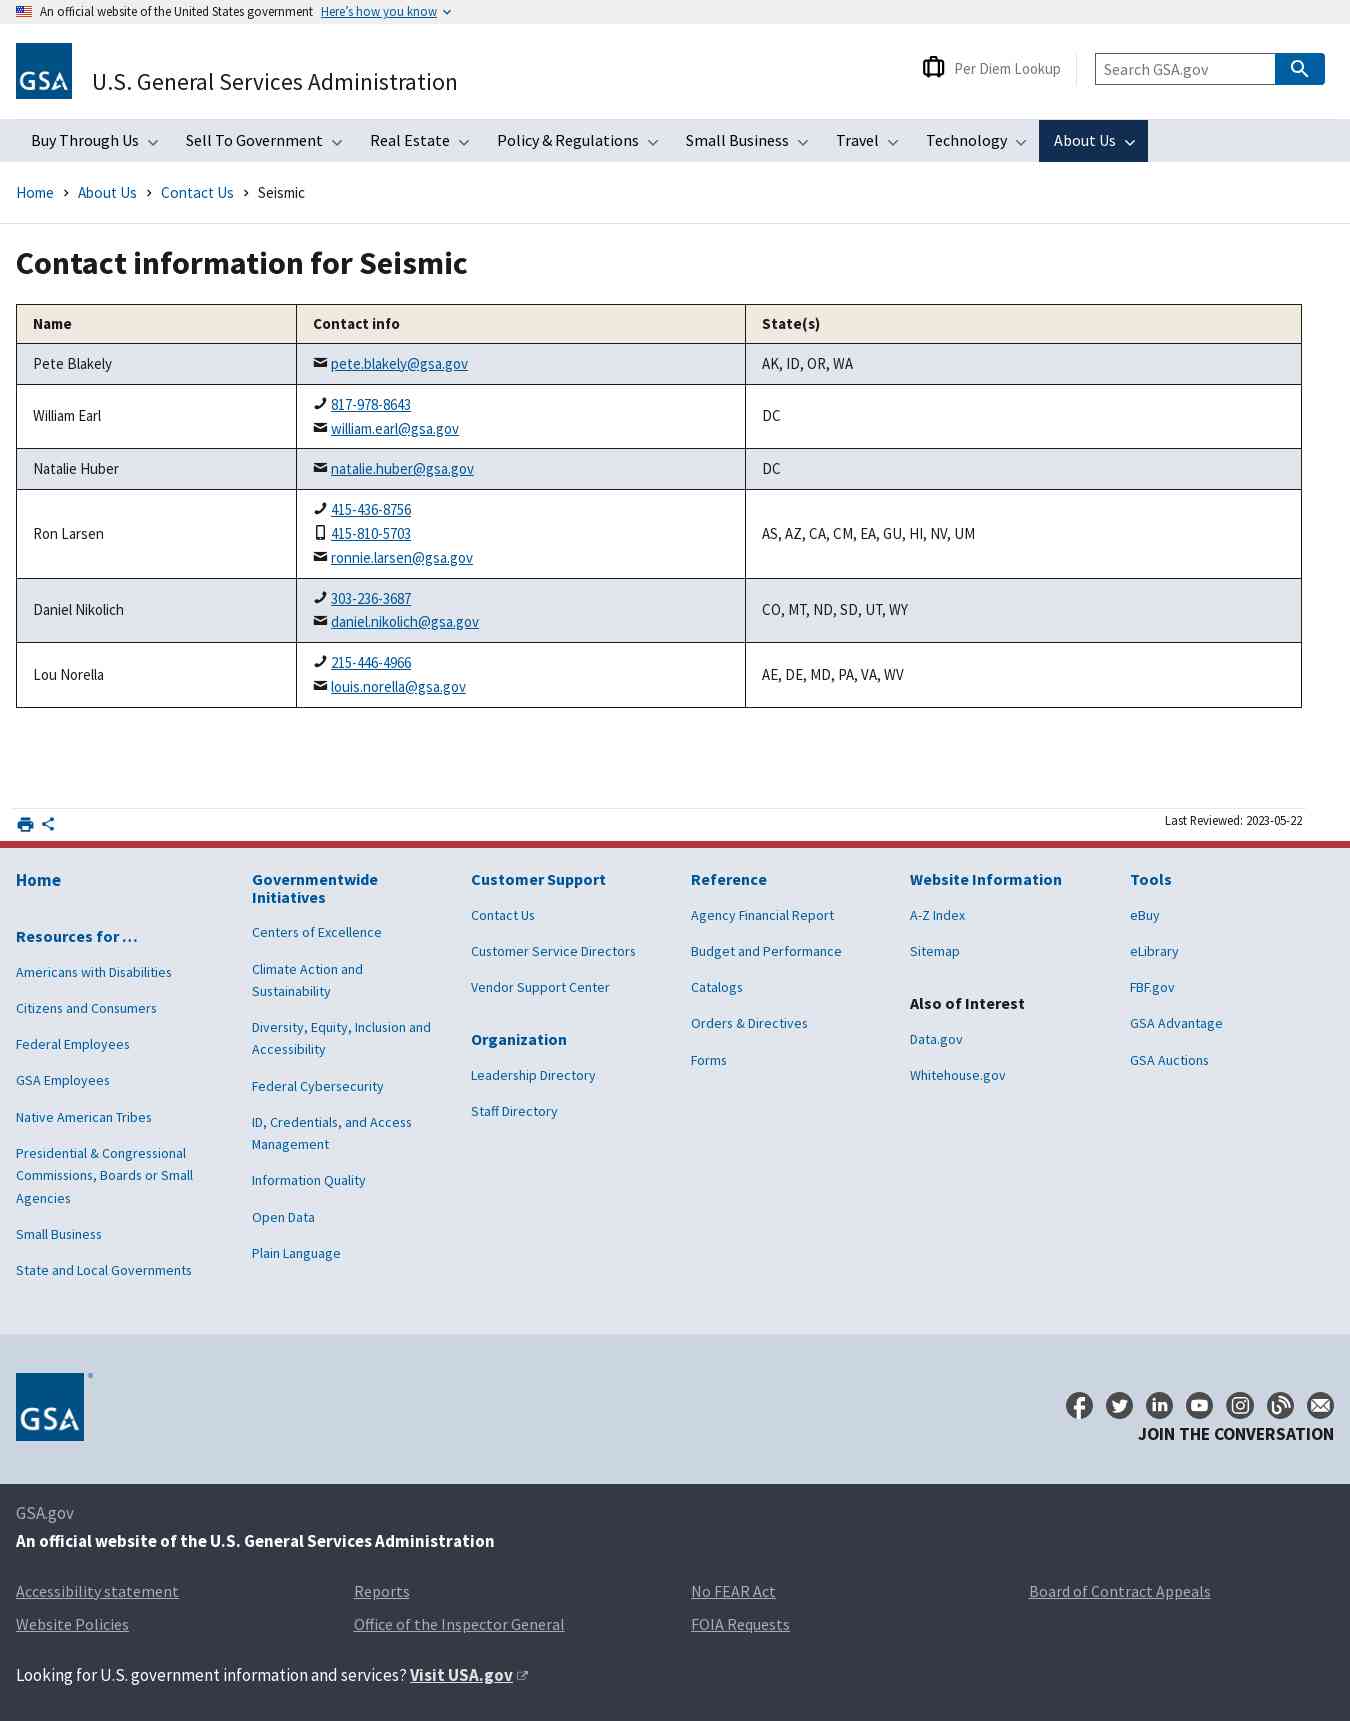 An official website of the United States government Here's how you know
GSA
U.S. General Services Administration
Per Diem Lookup
Search GSA.gov
Buy Through Us Sell To Government Real Estate Policy & Regulations Small Business Travel Technology About Us
Home About Us Contact Us Seismic
Contact information for Seismic
Name Contact info State(s)
Pete Blakely pete.blakely@gsa.gov AK, ID, OR, WA
817-978-8643
William Earl DC
william.earl@gsa.gov
Natalie Huber natalie.huber@gsa.gov DC
415-436-8756
Ron Larsen 415-810-5703 AS, AZ, CA, CM, EA, GU, HI, NV, UM
ronnie.larsen@gsa.gov
303-236-3687
Daniel Nikolich CO, MT, ND, SD, UT, WY
daniel.nikolich@gsa.gov
215-446-4966
Lou Norella AE, DE, MD, PA, VA, WV
louis.norella@gsa.gov
Last Reviewed: 2023-05-22
Home
Resources for …
Americans with Disabilities
Citizens and Consumers
Federal Employees
GSA Employees
Native American Tribes
Presidential & Congressional
Commissions, Boards or Small
Agencies
Small Business
State and Local Governments
Governmentwide
Initiatives
Centers of Excellence
Climate Action and
Sustainability
Diversity, Equity, Inclusion and
Accessibility
Federal Cybersecurity
ID, Credentials, and Access
Management
Information Quality
Open Data
Plain Language
Customer Support
Contact Us
Customer Service Directors
Vendor Support Center
Organization
Leadership Directory
Staff Directory
Reference
Agency Financial Report
Budget and Performance
Catalogs
Orders & Directives
Forms
Website Information
A-Z Index
Sitemap
Also of Interest
Data.gov
Whitehouse.gov
Tools
eBuy
eLibrary
FBF.gov
GSA Advantage
GSA Auctions
GSA
JOIN THE CONVERSATION
GSA.gov
An official website of the U.S. General Services Administration
Accessibility statement Reports No FEAR Act Board of Contract Appeals
Website Policies Office of the Inspector General FOIA Requests
Looking for U.S. government information and services? Visit USA.gov